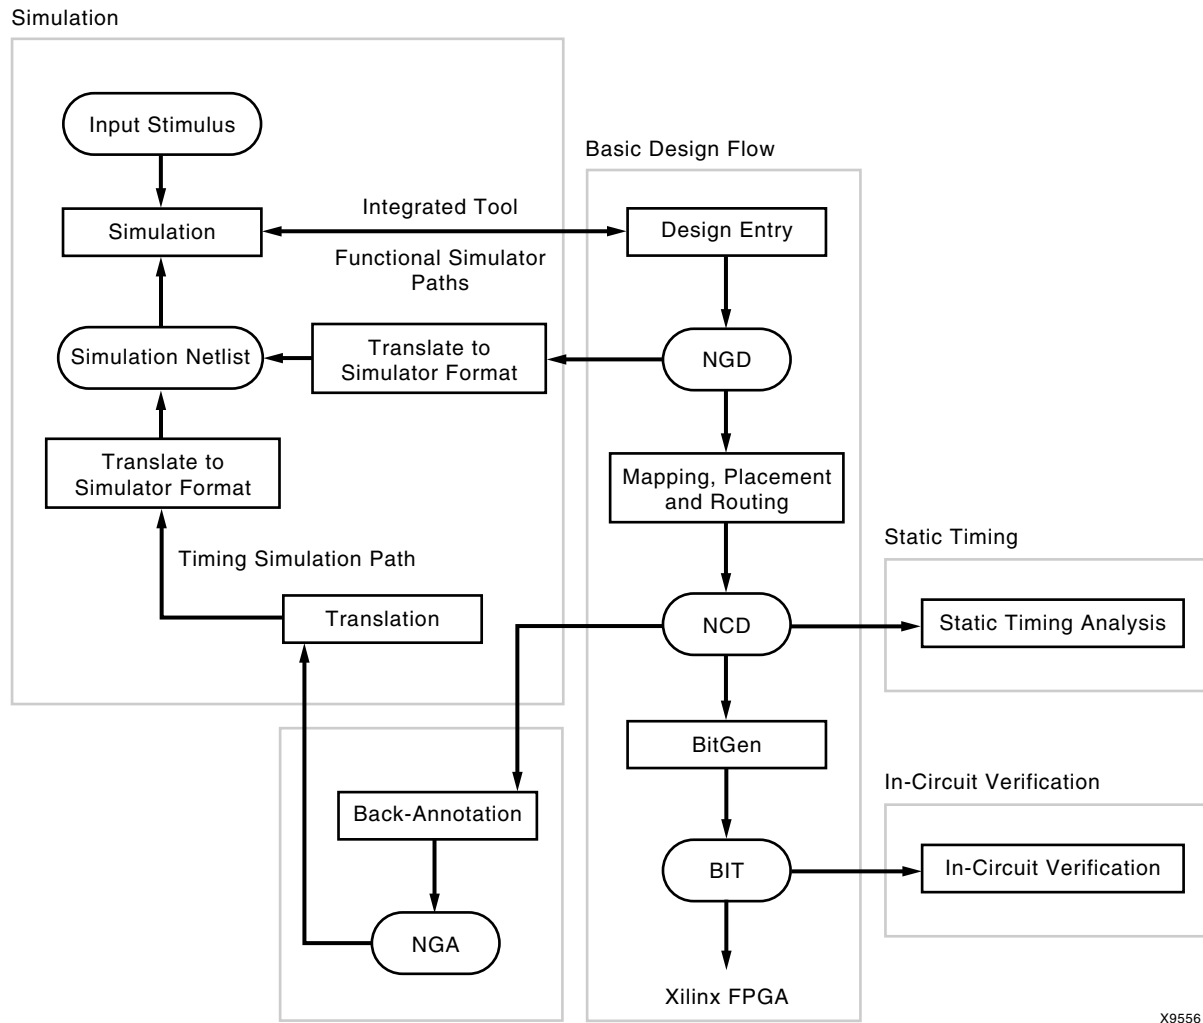 Simulation
Input Stimulus
Simulation
Integrated Tool
Functional Simulator
Paths
Simulation Netlist
Translate to
Simulator Format
Translate to
Simulator Format
Timing Simulation Path
Translation
Back-Annotation
NGA
Basic Design Flow
Design Entry
NGD
Mapping, Placement
and Routing
NCD
BitGen
BIT
Xilinx FPGA
Static Timing
Static Timing Analysis
In-Circuit Verification
In-Circuit Verification
X9556